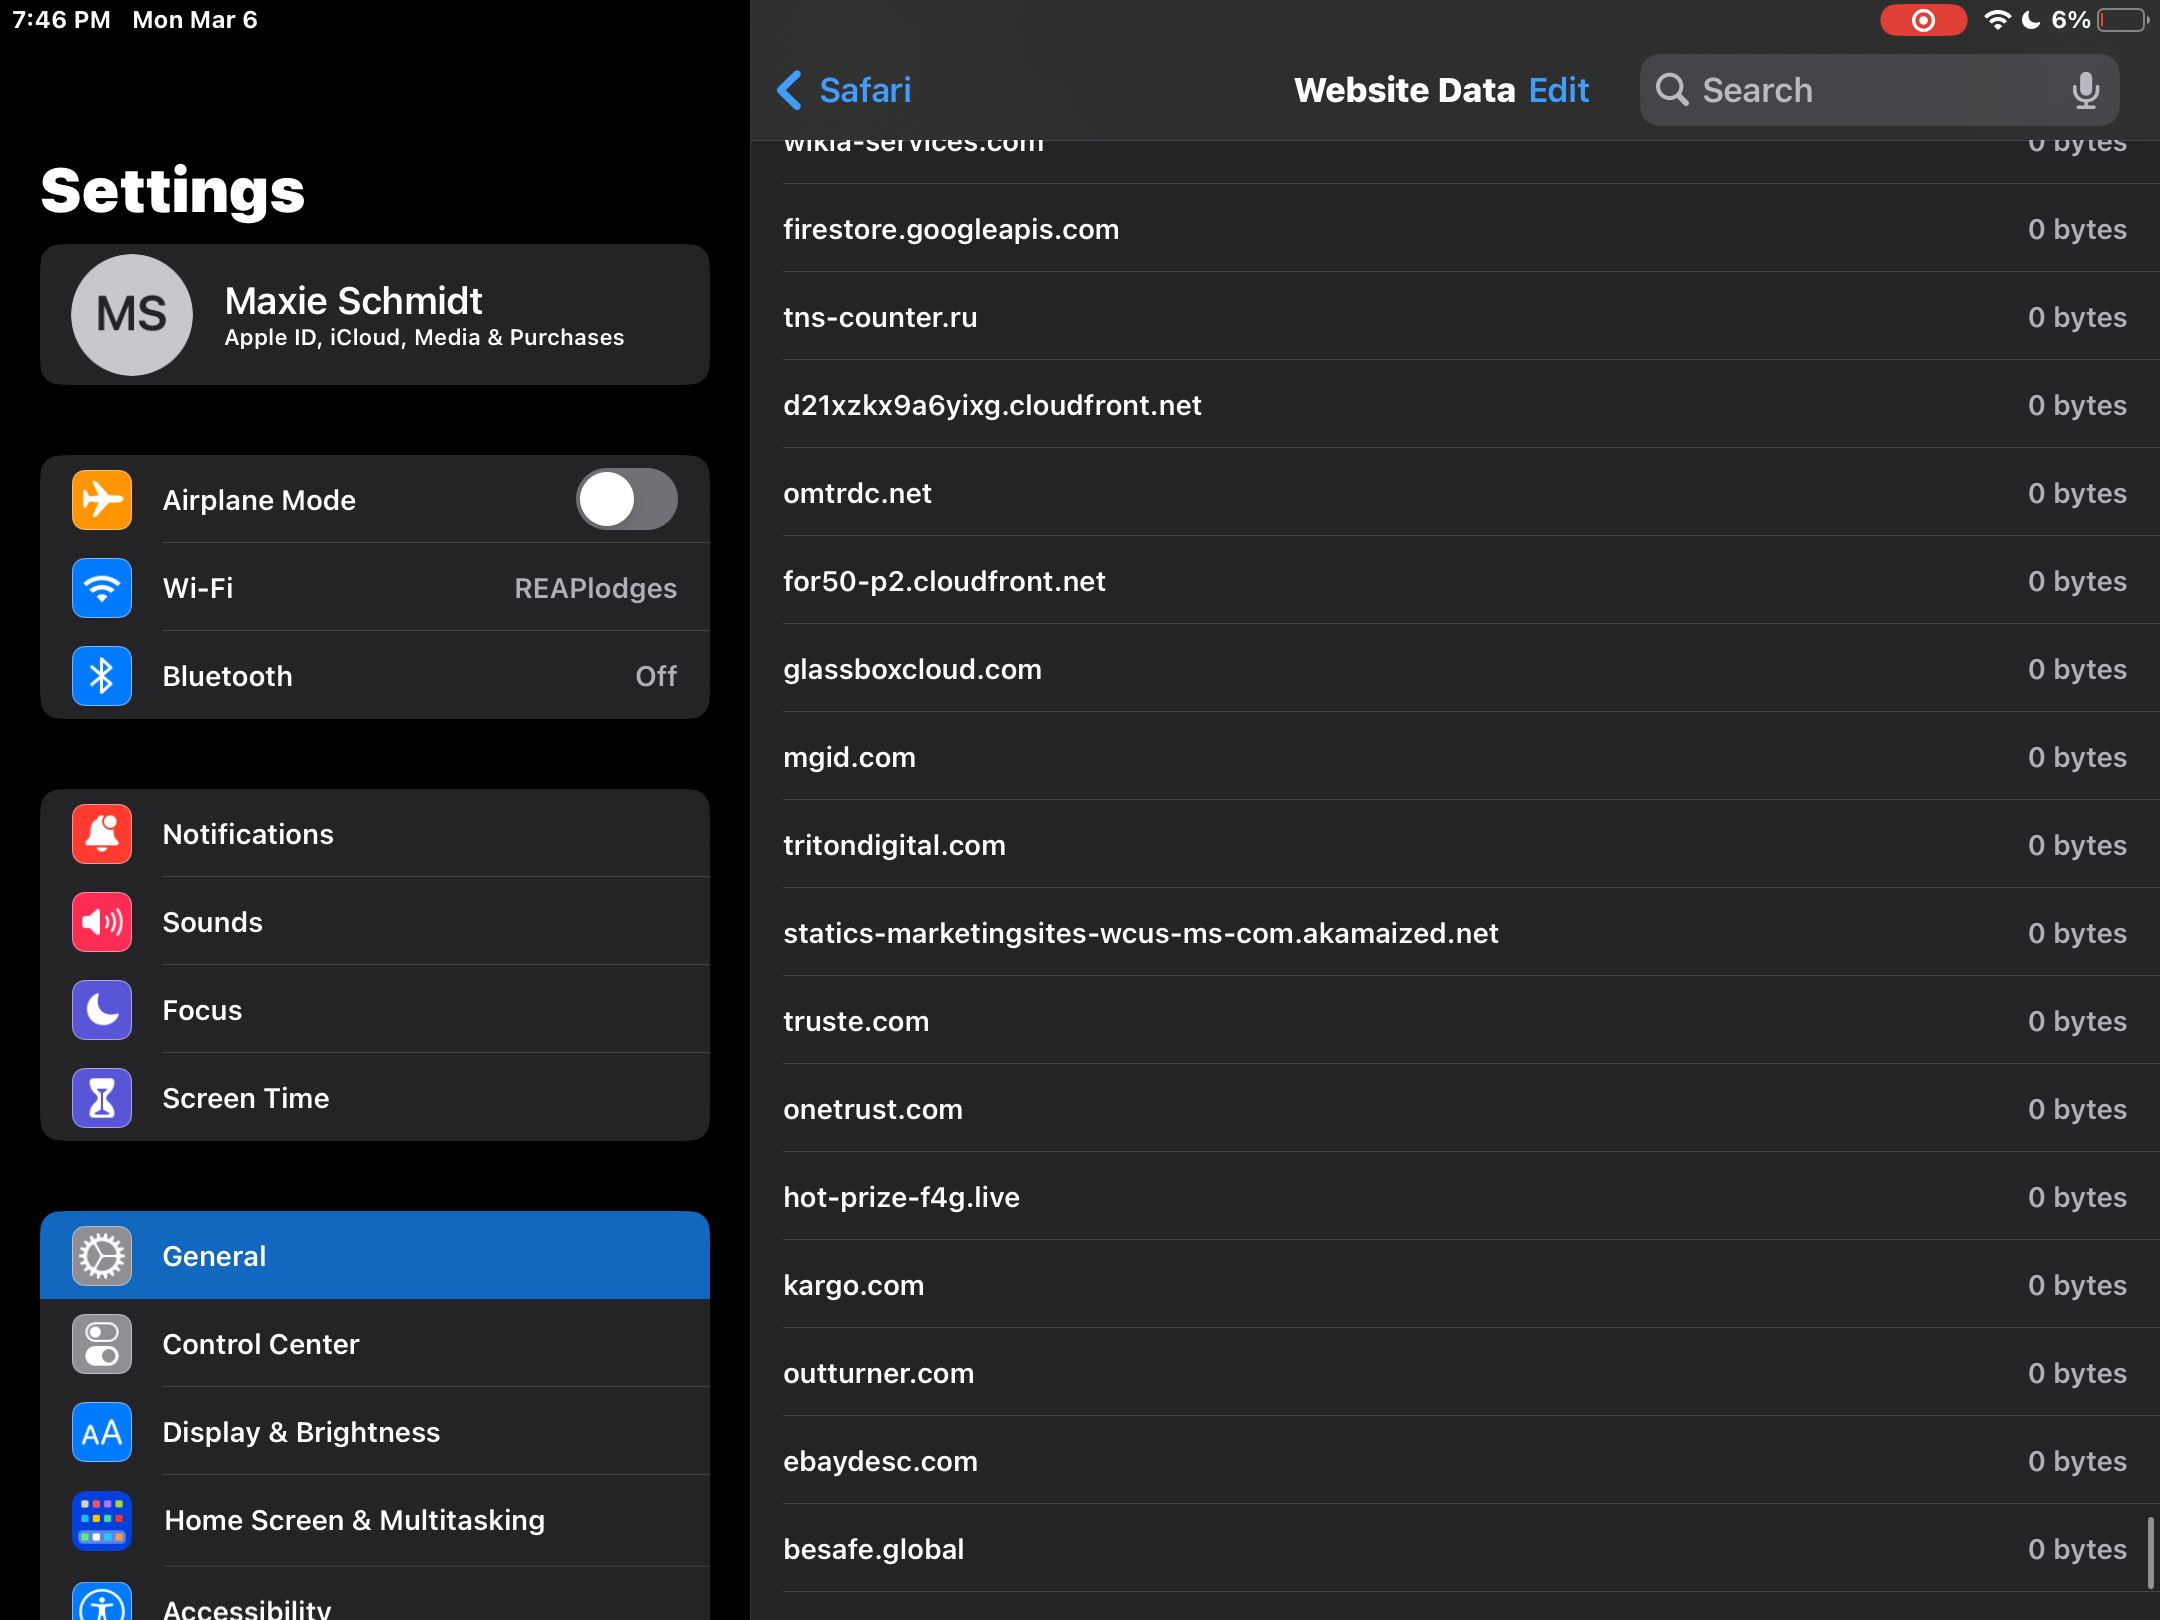 7:46 PM Mon Mar 6
6%
Settings
MS
Maxie Schmidt
Apple ID, iCloud, Media & Purchases
Airplane Mode
Wi-Fi REAPlodges
Bluetooth Off
Notifications
Sounds
Focus
Screen Time
General
Control Center
AA
Display & Brightness
Home Screen & Multitasking
Accessibility
Safari
Website Data Edit
Search
wikia-services.com 0 bytes
firestore.googleapis.com 0 bytes
tns-counter.ru 0 bytes
d21xzkx9a6yixg.cloudfront.net 0 bytes
omtrdc.net 0 bytes
for50-p2.cloudfront.net 0 bytes
glassboxcloud.com 0 bytes
mgid.com 0 bytes
tritondigital.com 0 bytes
statics-marketingsites-wcus-ms-com.akamaized.net 0 bytes
truste.com 0 bytes
onetrust.com 0 bytes
hot-prize-f4g.live 0 bytes
kargo.com 0 bytes
outturner.com 0 bytes
ebaydesc.com 0 bytes
besafe.global 0 bytes